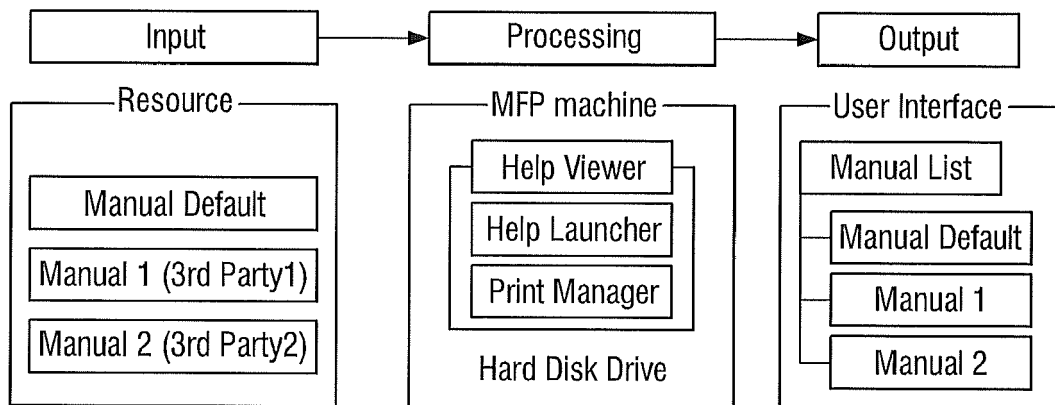 Input
Processing
Output
Resource
Manual Default
Manual 1 (3rd Party1)
Manual 2 (3rd Party2)
MFP machine
Help Viewer
Help Launcher
Print Manager
Hard Disk Drive
User Interface
Manual List
Manual Default
Manual 1
Manual 2